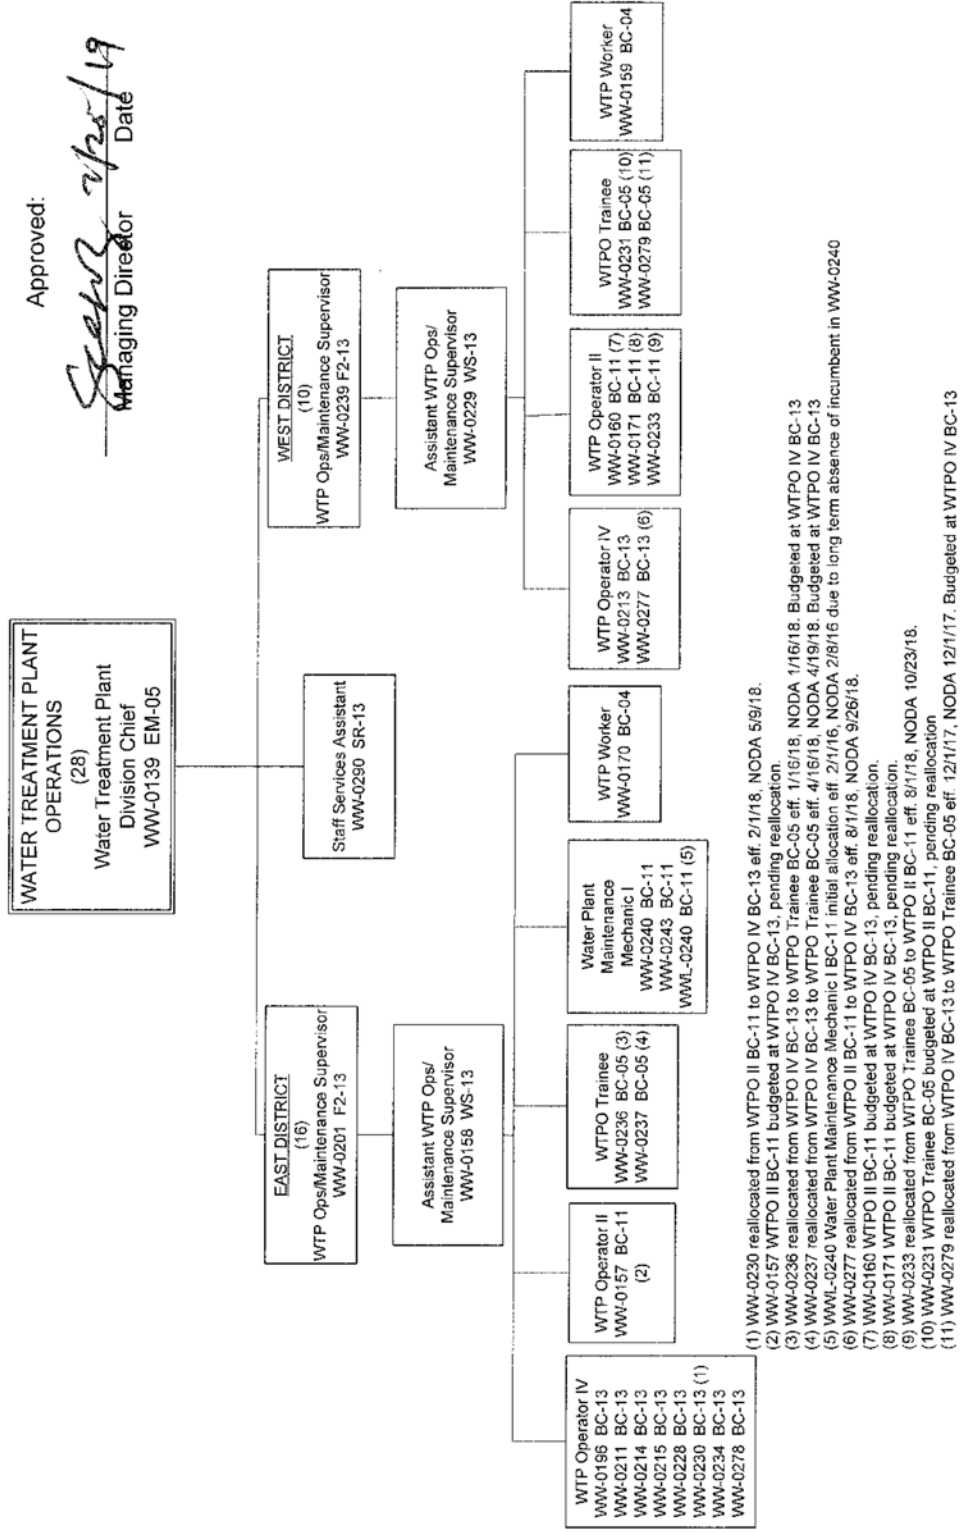 Approved:
7/20/19
Managing Director Date
WATER TREATMENT PLANT
OPERATIONS
(28)
Water Treatment Plant
Division Chief
WW-0139 EM-05
EAST DISTRICT
(16)
WTP Ops/Maintenance Supervisor
WW-0201 F2-13
Staff Services Assistant
WW-0290 SR-13
WEST DISTRICT
(10)
WTP Ops/Maintenance Supervisor
WW-0239 F2-13
Assistant WTP Ops/
Maintenance Supervisor
WW-0158 WS-13
Assistant WTP Ops/
Maintenance Supervisor
WW-0229 WS-13
WTP Operator IV
WW-0196 BC-13
WW-0211 BC-13
WW-0214 BC-13
WW-0215 BC-13
WW-0228 BC-13
WW-0230 BC-13 (1)
WW-0234 BC-13
WW-0278 BC-13
WTP Operator II
WW-0157 BC-11
(2)
WTPO Trainee
WW-0236 BC-05 (3)
WW-0237 BC-05 (4)
Water Plant
Maintenance
Mechanic I
WW-0240 BC-11
WW-0243 BC-11
WWL-0240 BC-11 (5)
WTP Worker
WW-0170 BC-04
WTP Operator IV
WW-0213 BC-13
WW-0277 BC-13 (6)
WTP Operator II
WW-0160 BC-11 (7)
WW-0171 BC-11 (8)
WW-0233 BC-11 (9)
WTPO Trainee
WW-0231 BC-05 (10)
WW-0279 BC-05 (11)
WTP Worker
WW-0159 BC-04
(1) WW-0230 reallocated from WTPO II BC-11 to WTPO IV BC-13 eff. 2/1/18, NODA 5/9/18.
(2) WW-0157 WTPO II BC-11 budgeted at WTPO IV BC-13, pending reallocation.
(3) WW-0236 reallocated from WTPO IV BC-13 to WTPO Trainee BC-05 eff. 1/16/18, NODA 1/16/18. Budgeted at WTPO IV BC-13
(4) WW-0237 reallocated from WTPO IV BC-13 to WTPO Trainee BC-05 eff. 4/16/18, NODA 4/19/18. Budgeted at WTPO IV BC-13
(5) WWL-0240 Water Plant Maintenance Mechanic I BC-11 initial allocation eff. 2/1/16, NODA 2/8/16 due to long term absence of incumbent in WW-0240
(6) WW-0277 reallocated from WTPO II BC-11 to WTPO IV BC-13 eff. 8/1/18, NODA 9/26/18.
(7) WW-0160 WTPO II BC-11 budgeted at WTPO IV BC-13, pending reallocation.
(8) WW-0171 WTPO II BC-11 budgeted at WTPO IV BC-13, pending reallocation.
(9) WW-0233 reallocated from WTPO Trainee BC-05 to WTPO II BC-11 eff. 8/1/18, NODA 10/23/18.
(10) WW-0231 WTPO Trainee BC-05 budgeted at WTPO II BC-11, pending reallocation
(11) WW-0279 reallocated from WTPO IV BC-13 to WTPO Trainee BC-05 eff. 12/1/17, NODA 12/1/17. Budgeted at WTPO IV BC-13